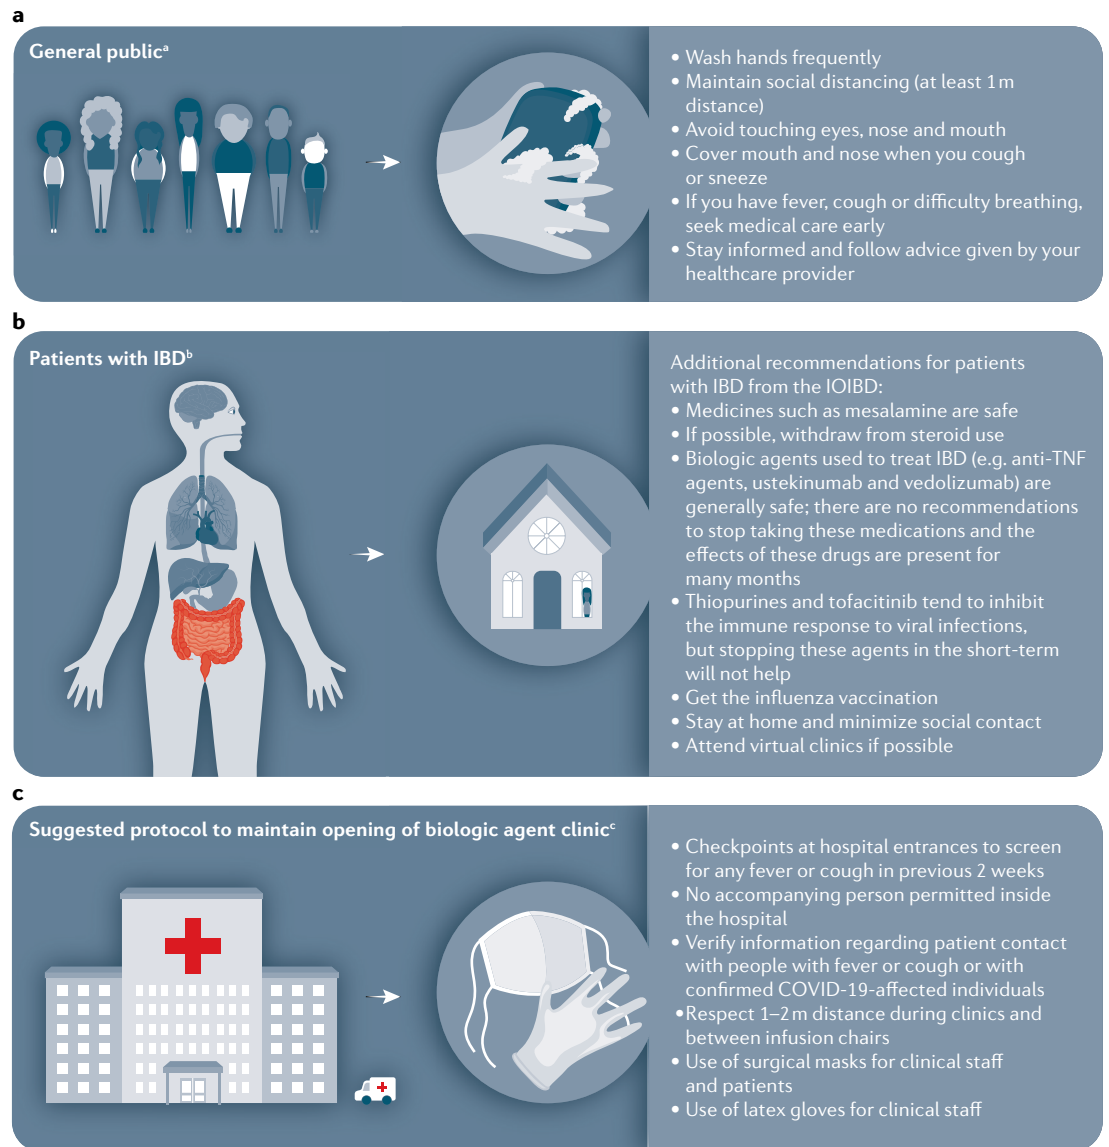 a
General publicᵃ
• Wash hands frequently
• Maintain social distancing (at least 1 m
distance)
• Avoid touching eyes, nose and mouth
• Cover mouth and nose when you cough
or sneeze
• If you have fever, cough or difficulty breathing,
seek medical care early
• Stay informed and follow advice given by your
healthcare provider
b
Patients with IBDᵇ
Additional recommendations for patients
with IBD from the IOIBD:
• Medicines such as mesalamine are safe
• If possible, withdraw from steroid use
• Biologic agents used to treat IBD (e.g. anti-TNF
agents, ustekinumab and vedolizumab) are
generally safe; there are no recommendations
to stop taking these medications and the
effects of these drugs are present for
many months
• Thiopurines and tofacitinib tend to inhibit
the immune response to viral infections,
but stopping these agents in the short-term
will not help
• Get the influenza vaccination
• Stay at home and minimize social contact
• Attend virtual clinics if possible
c
Suggested protocol to maintain opening of biologic agent clinicᶜ
• Checkpoints at hospital entrances to screen
for any fever or cough in previous 2 weeks
• No accompanying person permitted inside
the hospital
• Verify information regarding patient contact
with people with fever or cough or with
confirmed COVID-19-affected individuals
• Respect 1–2 m distance during clinics and
between infusion chairs
• Use of surgical masks for clinical staff
and patients
• Use of latex gloves for clinical staff